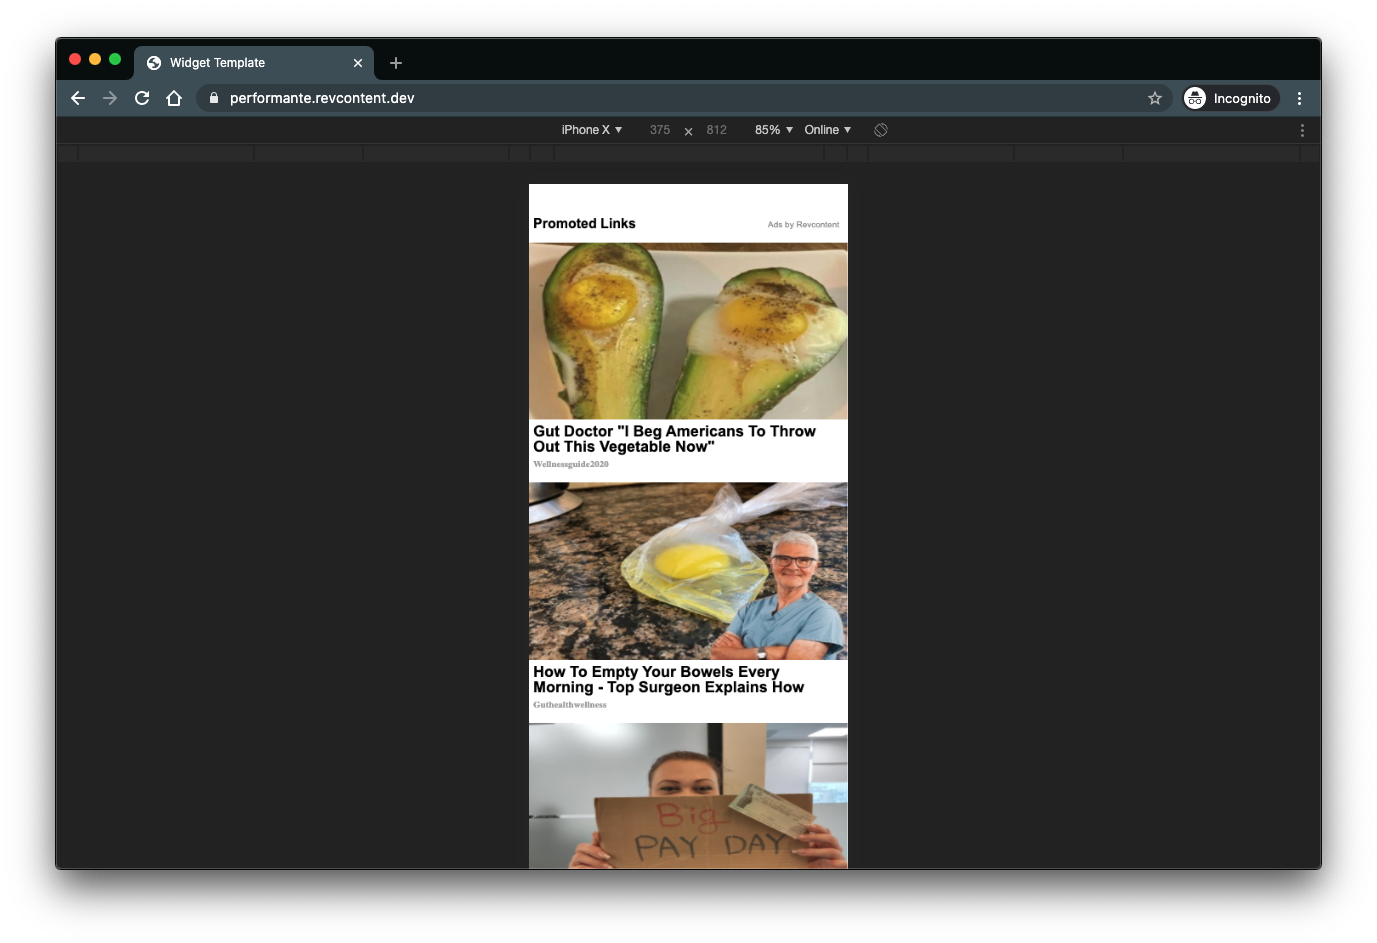 Widget Template
performante.revcontent.dev
Incognito
iPhone X ▼ 375 × 812 85% ▼ Online ▼
Promoted Links
Ads by Revcontent
Gut Doctor "I Beg Americans To Throw
Out This Vegetable Now"
Wellnessguide2020
How To Empty Your Bowels Every
Morning - Top Surgeon Explains How
Guthealthwellness
Big
PAY DAY